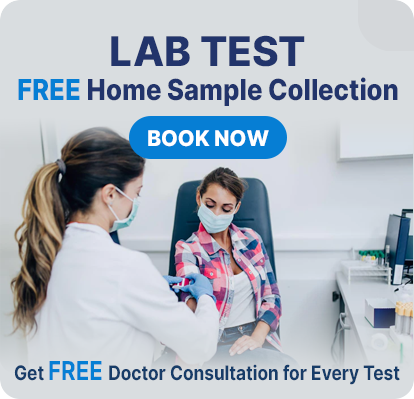 LAB TEST
FREE Home Sample Collection
BOOK NOW
Get FREE Doctor Consultation for Every Test